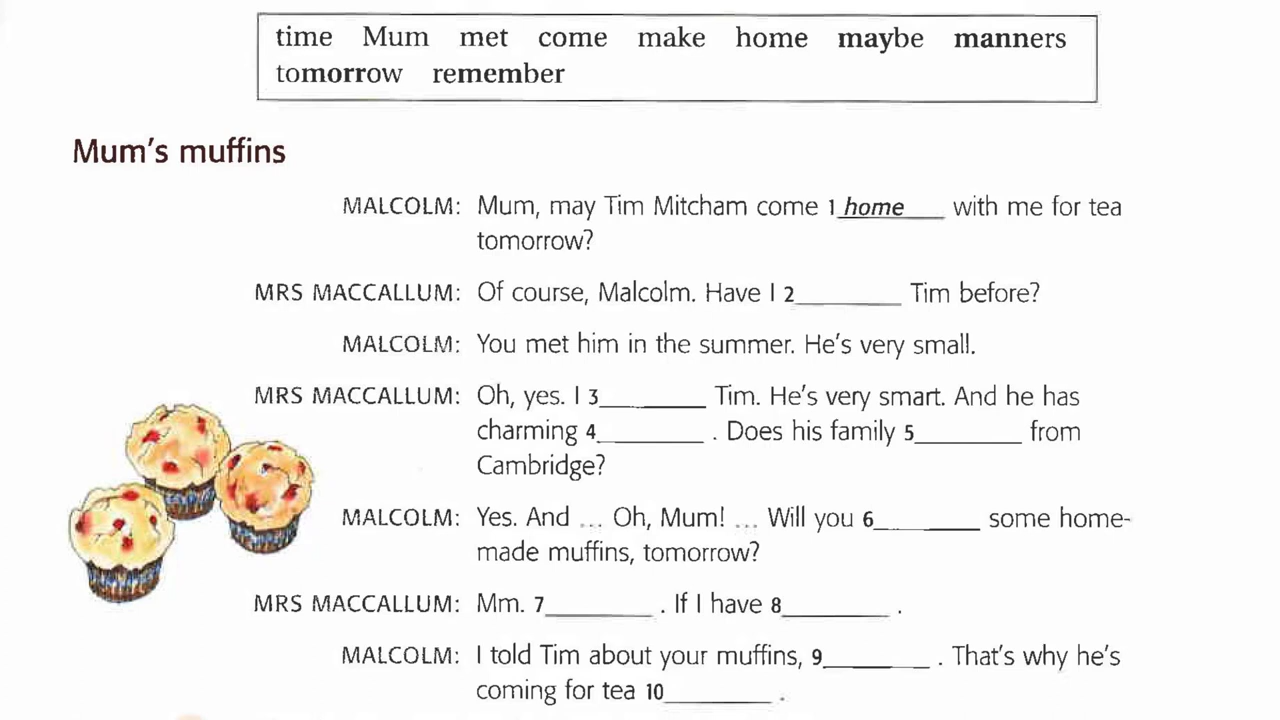 time Mum met come make home maybe manners
tomorrow remember
Mum's muffins
MALCOLM: Mum, may Tim Mitcham come 1 home with me for tea
tomorrow?
MRS MACCALLUM: Of course, Malcolm. Have I 2________ Tim before?
MALCOLM: You met him in the summer. He's very small.
MRS MACCALLUM: Oh, yes. I 3________ Tim. He's very smart. And he has
charming 4________ . Does his family 5________ from
Cambridge?
MALCOLM: Yes. And ... Oh, Mum! ... Will you 6________ some home-
made muffins, tomorrow?
MRS MACCALLUM: Mm. 7________ . If I have 8________ .
MALCOLM: I told Tim about your muffins, 9________ . That's why he's
coming for tea 10________ .